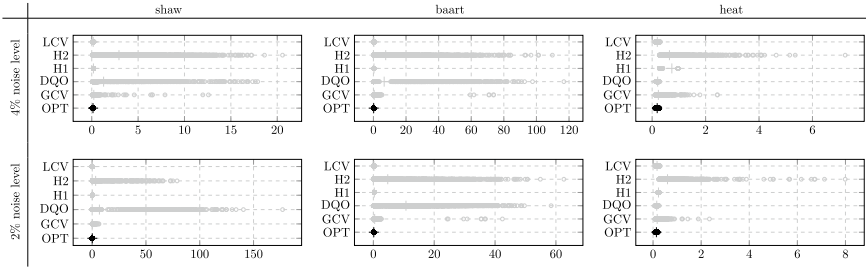 shaw baart heat
4% noise level
LCV LCV LCV
H2 H2 H2
H1 H1 H1
DQO DQO DQO
GCV GCV GCV
OPT OPT OPT
0 5 10 15 20 0 20 40 60 80 100 120 0 2 4 6
2% noise level
LCV LCV LCV
H2 H2 H2
H1 H1 H1
DQO DQO DQO
GCV GCV GCV
OPT OPT OPT
0 50 100 150 0 20 40 60 0 2 4 6 8